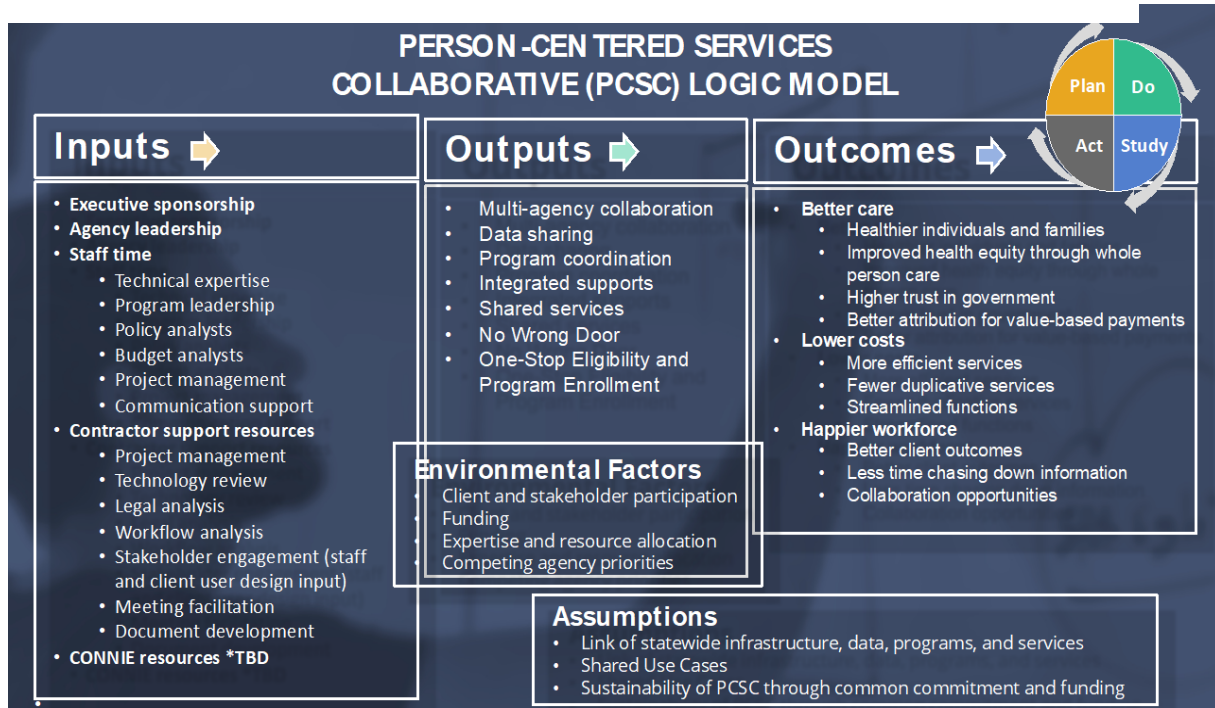 PERSON -CEN TERED SERVICES
COLLABORATIVE (PCSC) LOGIC MODEL
Plan
Do
Act
Study
Inputs
• Executive sponsorship
• Agency leadership
• Staff time
• Technical expertise
• Program leadership
• Policy analysts
• Budget analysts
• Project management
• Communication support
• Contractor support resources
• Project management
• Technology review
• Legal analysis
• Workflow analysis
• Stakeholder engagement (staff
and client user design input)
• Meeting facilitation
• Document development
• CONNIE resources *TBD
Outputs
• Multi-agency collaboration
• Data sharing
• Program coordination
• Integrated supports
• Shared services
• No Wrong Door
• One-Stop Eligibility and
Program Enrollment
Outcomes
• Better care
• Healthier individuals and families
• Improved health equity through whole
person care
• Higher trust in government
• Better attribution for value-based payments
• Lower costs
• More efficient services
• Fewer duplicative services
• Streamlined functions
• Happier workforce
• Better client outcomes
• Less time chasing down information
• Collaboration opportunities
Environmental Factors
• Client and stakeholder participation
• Funding
• Expertise and resource allocation
• Competing agency priorities
Assumptions
• Link of statewide infrastructure, data, programs, and services
• Shared Use Cases
• Sustainability of PCSC through common commitment and funding